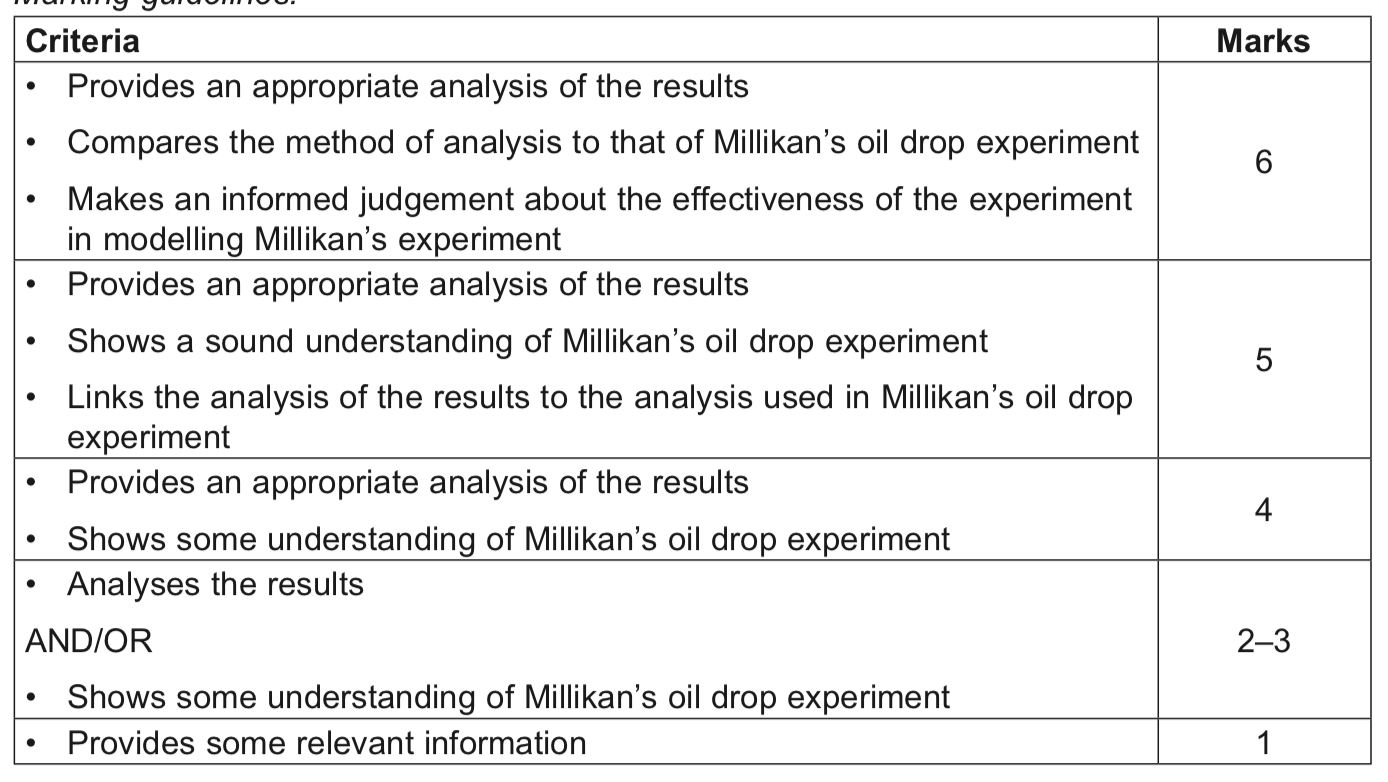 Marking guidelines:
Criteria
Marks
• Provides an appropriate analysis of the results
• Compares the method of analysis to that of Millikan’s oil drop experiment
• Makes an informed judgement about the effectiveness of the experiment
in modelling Millikan’s experiment
6
• Provides an appropriate analysis of the results
• Shows a sound understanding of Millikan’s oil drop experiment
• Links the analysis of the results to the analysis used in Millikan’s oil drop
experiment
5
• Provides an appropriate analysis of the results
• Shows some understanding of Millikan’s oil drop experiment
4
• Analyses the results
AND/OR
• Shows some understanding of Millikan’s oil drop experiment
2–3
• Provides some relevant information
1